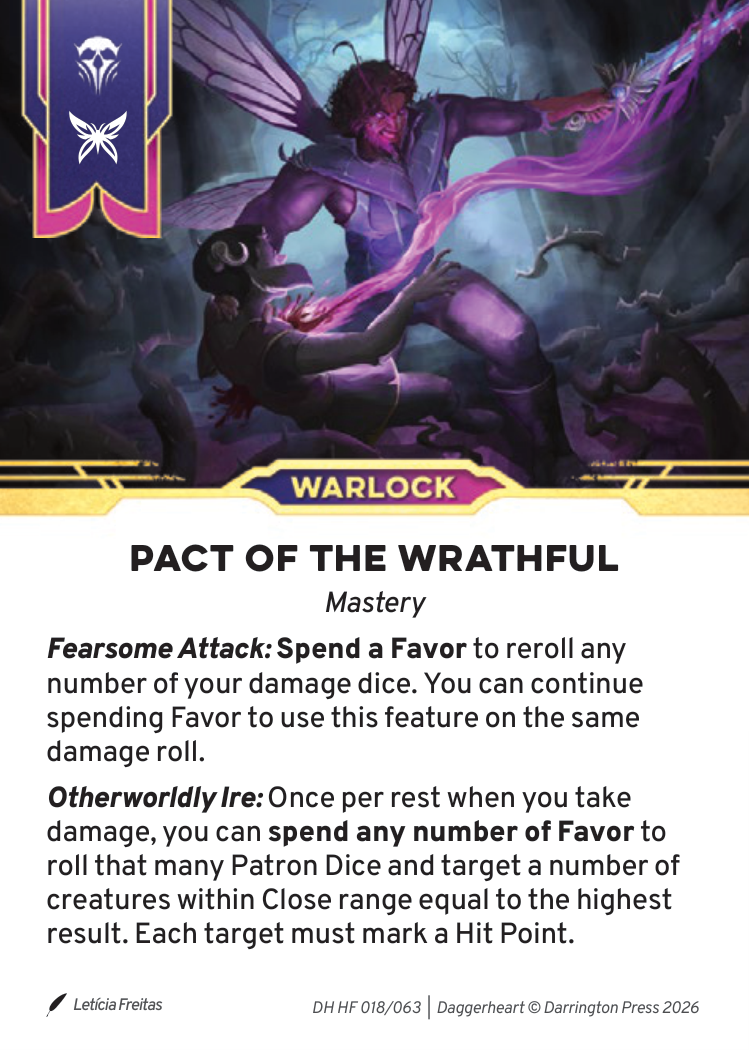 WARLOCK
PACT OF THE WRATHFUL
Mastery
Fearsome Attack: Spend a Favor to reroll any
number of your damage dice. You can continue
spending Favor to use this feature on the same
damage roll.
Otherworldly Ire: Once per rest when you take
damage, you can spend any number of Favor to
roll that many Patron Dice and target a number of
creatures within Close range equal to the highest
result. Each target must mark a Hit Point.
Letícia Freitas
DH HF 018/063 | Daggerheart © Darrington Press 2026